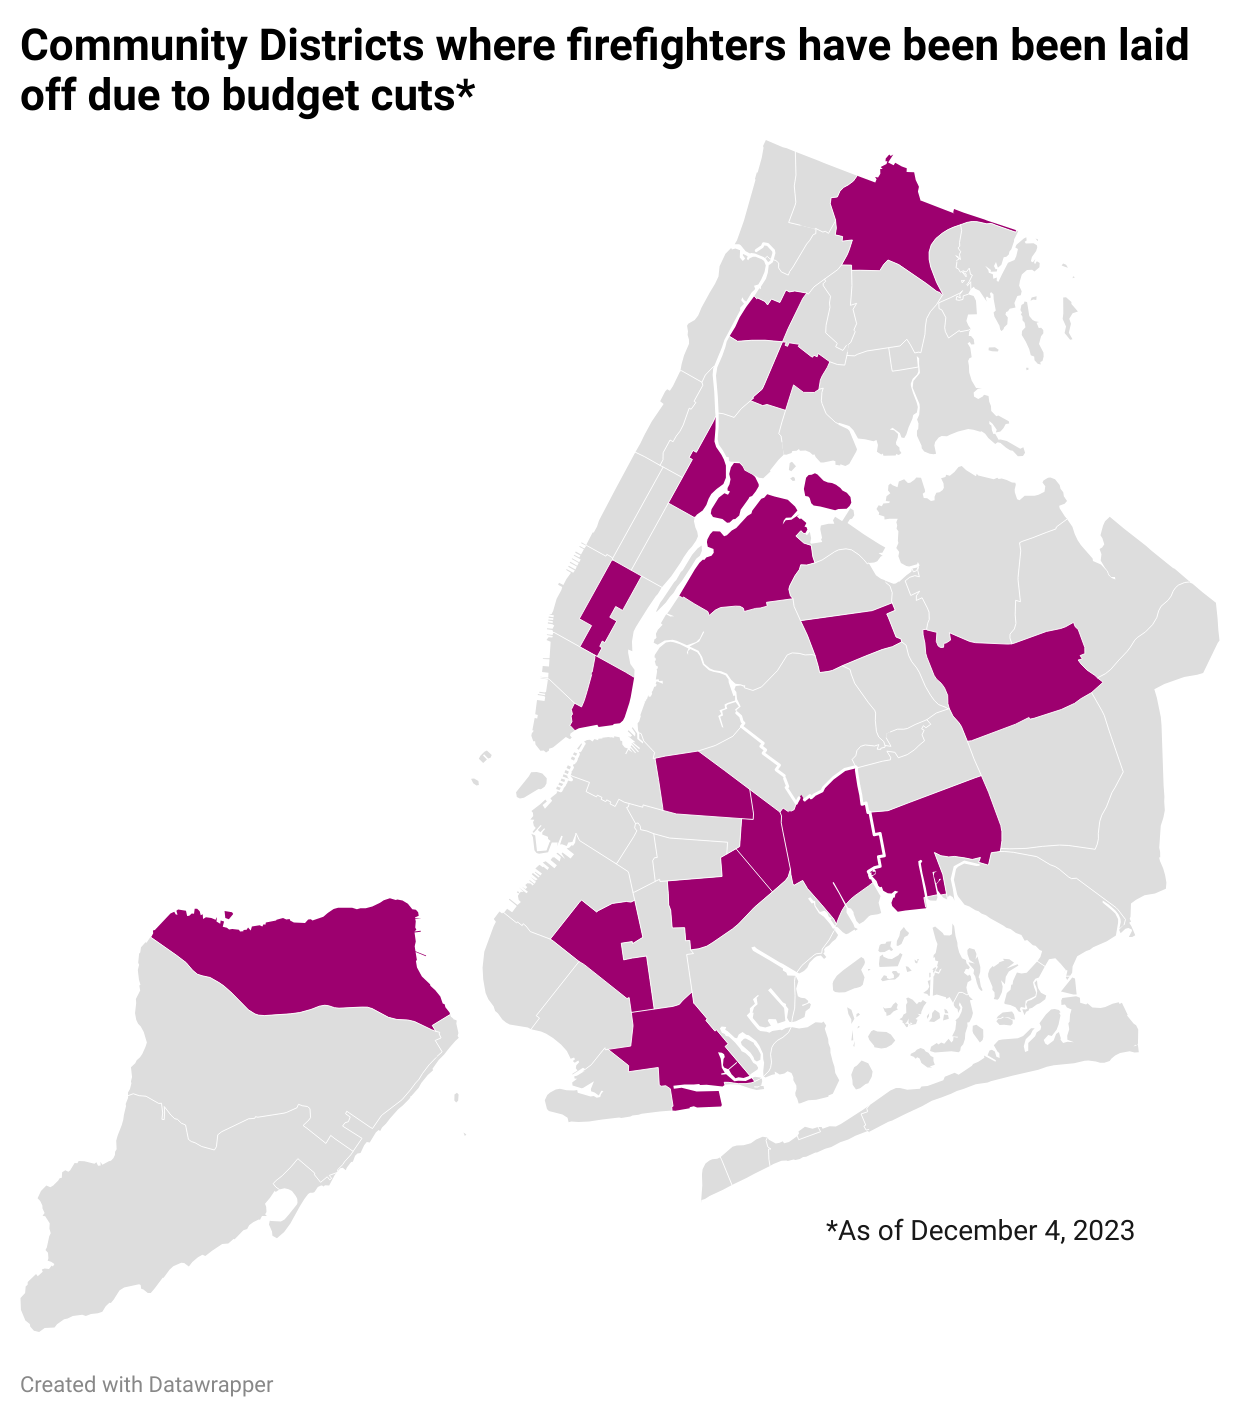 Community Districts where firefighters have been been laid
off due to budget cuts*
*As of December 4, 2023
Created with Datawrapper